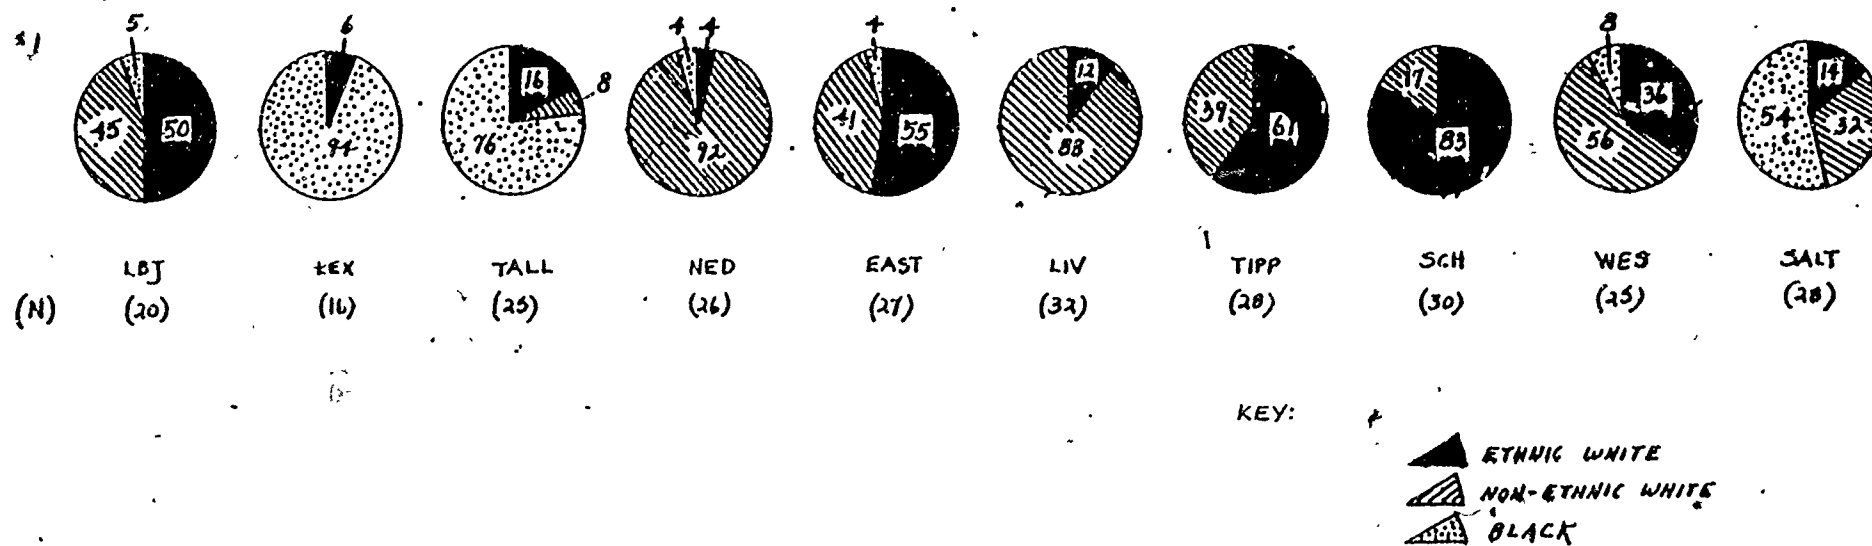 5 6 4 4 4 8
45 50 94 16 8 76 92 41 55 12 88 39 61 17 83 36 56 14 54 32
LBJ LEX TALL NED EAST LIV TIPP SCH WES SALT
(N) (20) (16) (25) (26) (27) (32) (28) (30) (25) (28)
KEY:
ETHNIC WHITE
NON-ETHNIC WHITE
BLACK